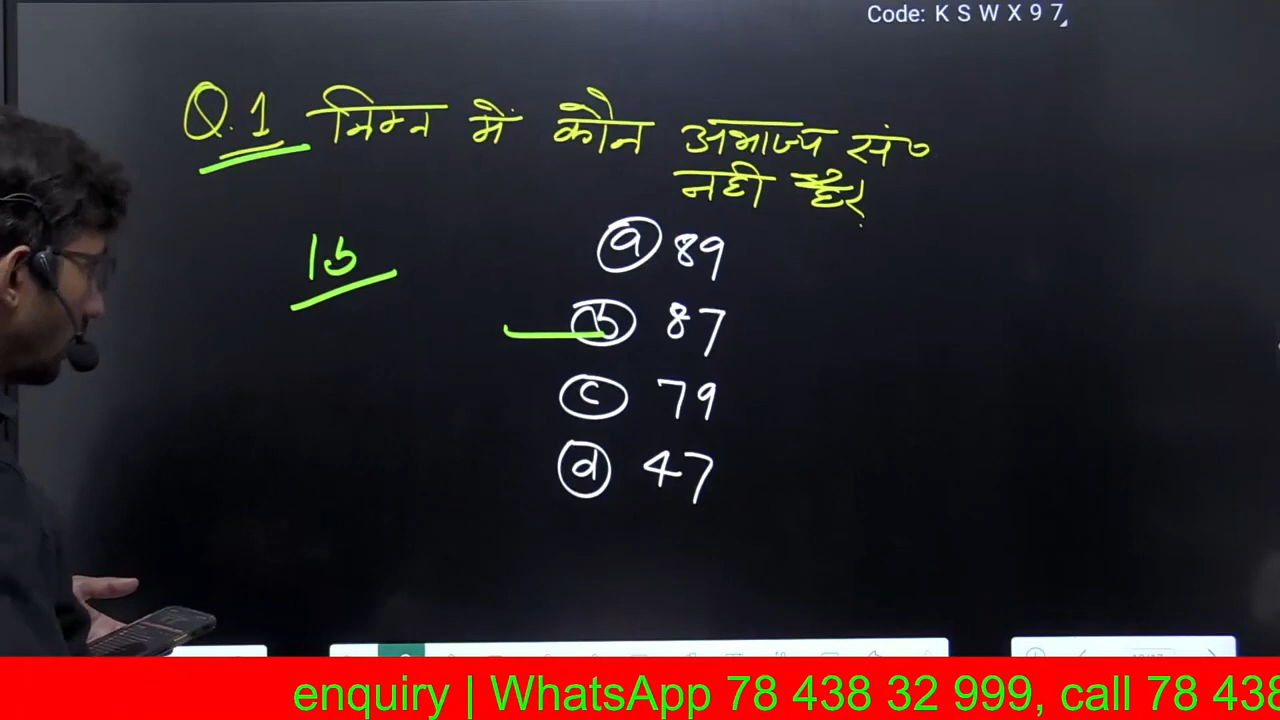 Code: K S W X 9 7
Q.1 निम्न में कौन अभाज्य सं०
नही है?
1b
a 89
b 87
c 79
d 47
enquiry | WhatsApp 78 438 32 999, call 78 438